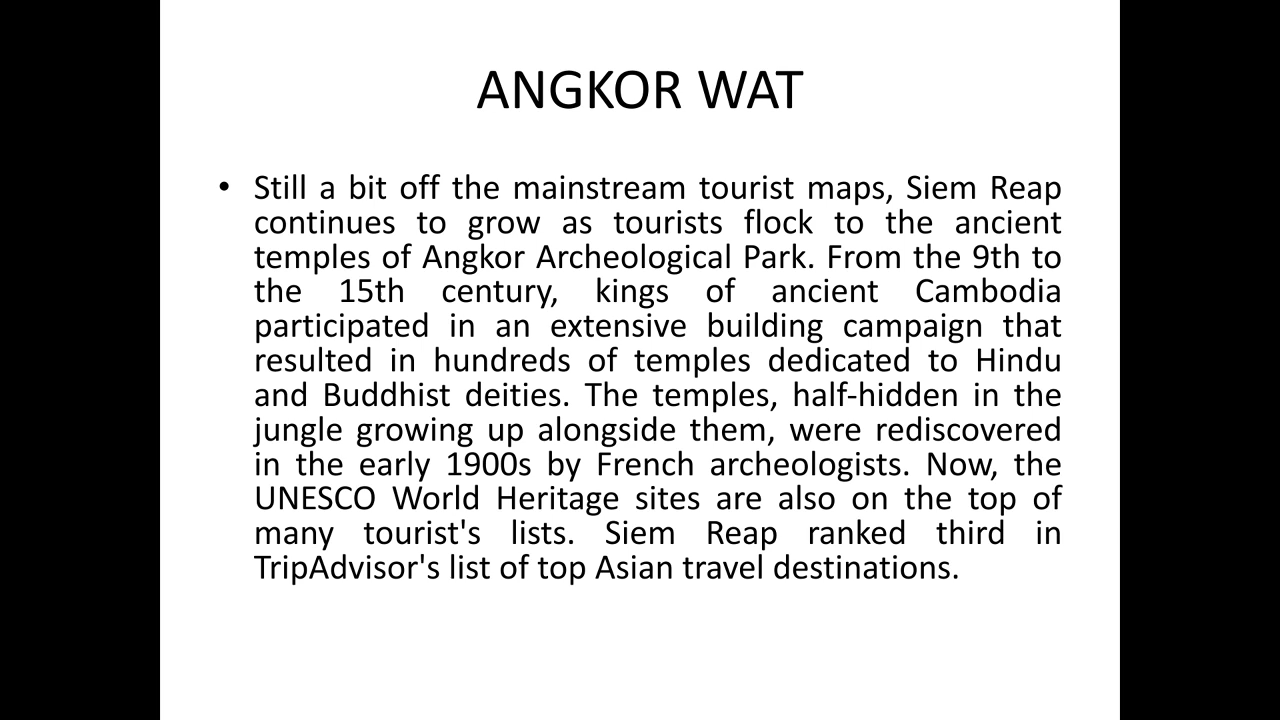 ANGKOR WAT
• Still a bit off the mainstream tourist maps, Siem Reap
continues to grow as tourists flock to the ancient
temples of Angkor Archeological Park. From the 9th to
the 15th century, kings of ancient Cambodia
participated in an extensive building campaign that
resulted in hundreds of temples dedicated to Hindu
and Buddhist deities. The temples, half-hidden in the
jungle growing up alongside them, were rediscovered
in the early 1900s by French archeologists. Now, the
UNESCO World Heritage sites are also on the top of
many tourist's lists. Siem Reap ranked third in
TripAdvisor's list of top Asian travel destinations.